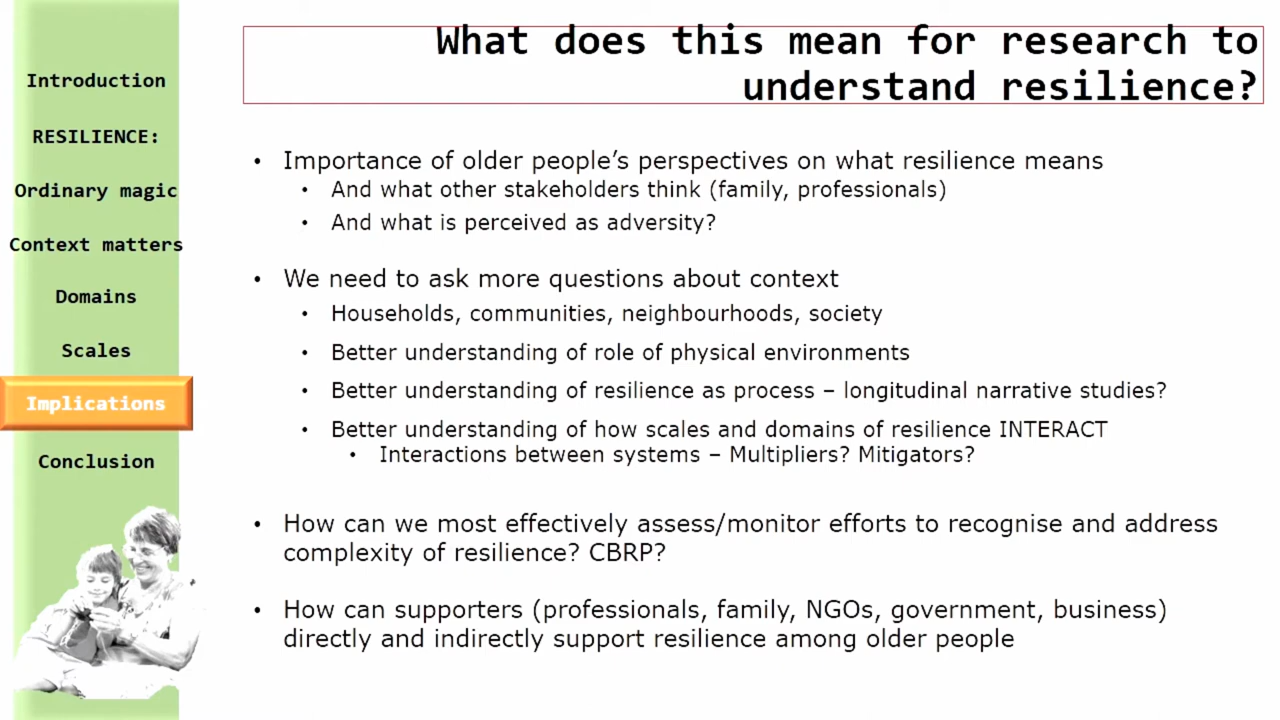 Introduction
RESILIENCE:
Ordinary magic
Context matters
Domains
Scales
Implications
Conclusion
What does this mean for research to
understand resilience?
• Importance of older people’s perspectives on what resilience means
• And what other stakeholders think (family, professionals)
• And what is perceived as adversity?
• We need to ask more questions about context
• Households, communities, neighbourhoods, society
• Better understanding of role of physical environments
• Better understanding of resilience as process – longitudinal narrative studies?
• Better understanding of how scales and domains of resilience INTERACT
• Interactions between systems – Multipliers? Mitigators?
• How can we most effectively assess/monitor efforts to recognise and address
complexity of resilience? CBRP?
• How can supporters (professionals, family, NGOs, government, business)
directly and indirectly support resilience among older people